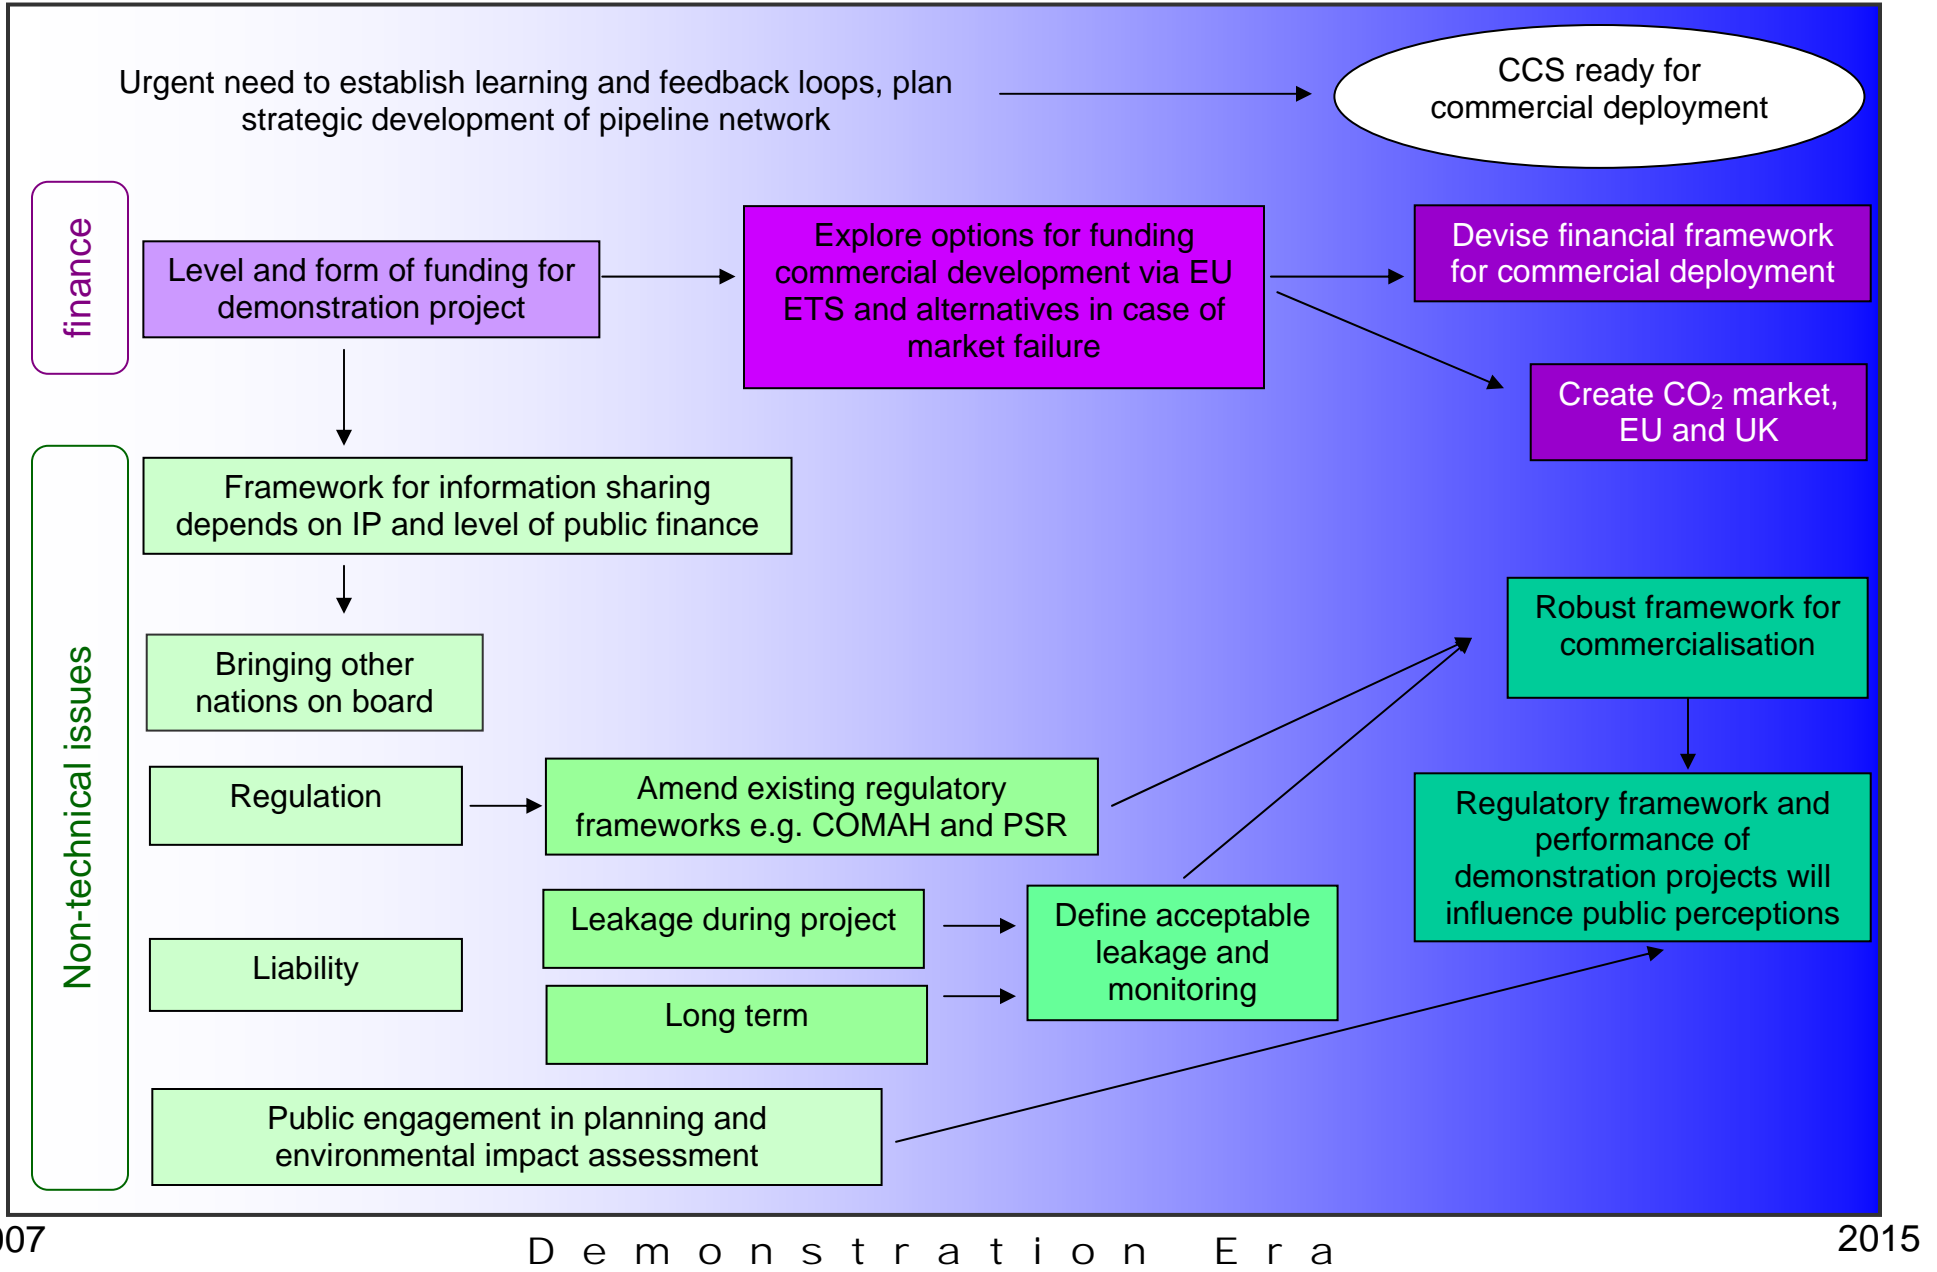 Urgent need to establish learning and feedback loops, plan
strategic development of pipeline network
CCS ready for
commercial deployment
finance
Level and form of funding for
demonstration project
Explore options for funding
commercial development via EU
ETS and alternatives in case of
market failure
Devise financial framework
for commercial deployment
Create CO₂ market,
EU and UK
Non-technical issues
Framework for information sharing
depends on IP and level of public finance
Bringing other
nations on board
Robust framework for
commercialisation
Regulation
Amend existing regulatory
frameworks e.g. COMAH and PSR
Regulatory framework and
performance of
demonstration projects will
influence public perceptions
Liability
Leakage during project
Long term
Define acceptable
leakage and
monitoring
Public engagement in planning and
environmental impact assessment
007
Demonstration Era
2015